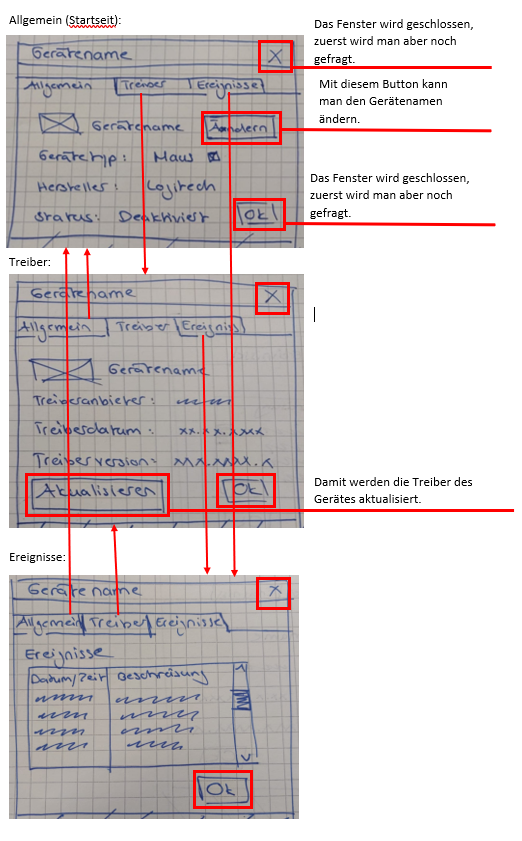 Allgemein (Startseit):
Das Fenster wird geschlossen,
zuerst wird man aber noch
gefragt.
Gerätename X
Allgemein Treiber Ereignisse
Mit diesem Button kann
man den Gerätenamen
ändern.
Gerätename Ändern
Gerätetyp: Maus
Hersteller: Logitech
Status: Deaktiviert Ok
Das Fenster wird geschlossen,
zuerst wird man aber noch
gefragt.
Treiber:
Gerätename X
Allgemein Treiber Ereigniss
Gerätename
Treiberanbieter:
Treiberdatum: xx.xx.xxxx
Treiberversion: xx.xxx.x
Aktualisieren Ok
Damit werden die Treiber des
Gerätes aktualisiert.
Ereignisse:
Gerätename X
Allgemein Treiber Ereignisse
Ereignisse
Datum/Zeit Beschreibung
Ok